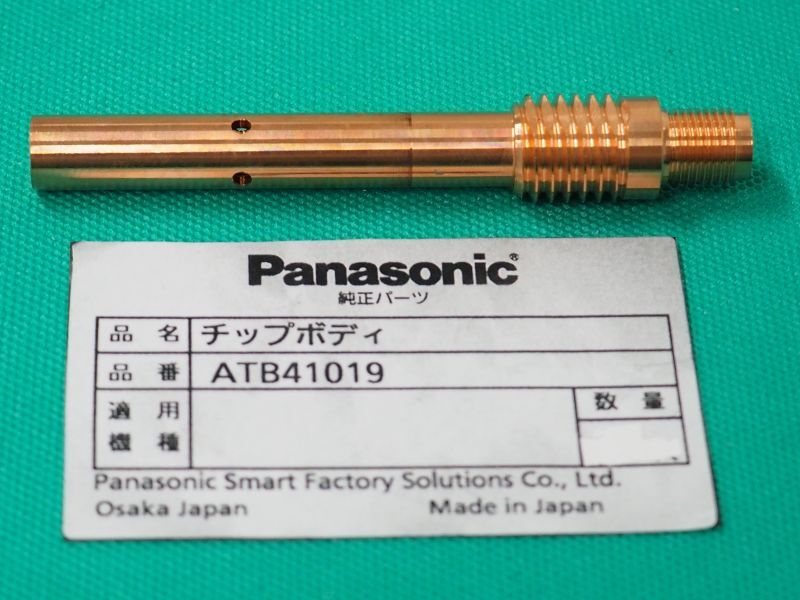 Panasonic®
純正パーツ
品名 チップボディ
品番 ATB41019
適用機種
数量
Panasonic Smart Factory Solutions Co., Ltd.
Osaka Japan Made in Japan